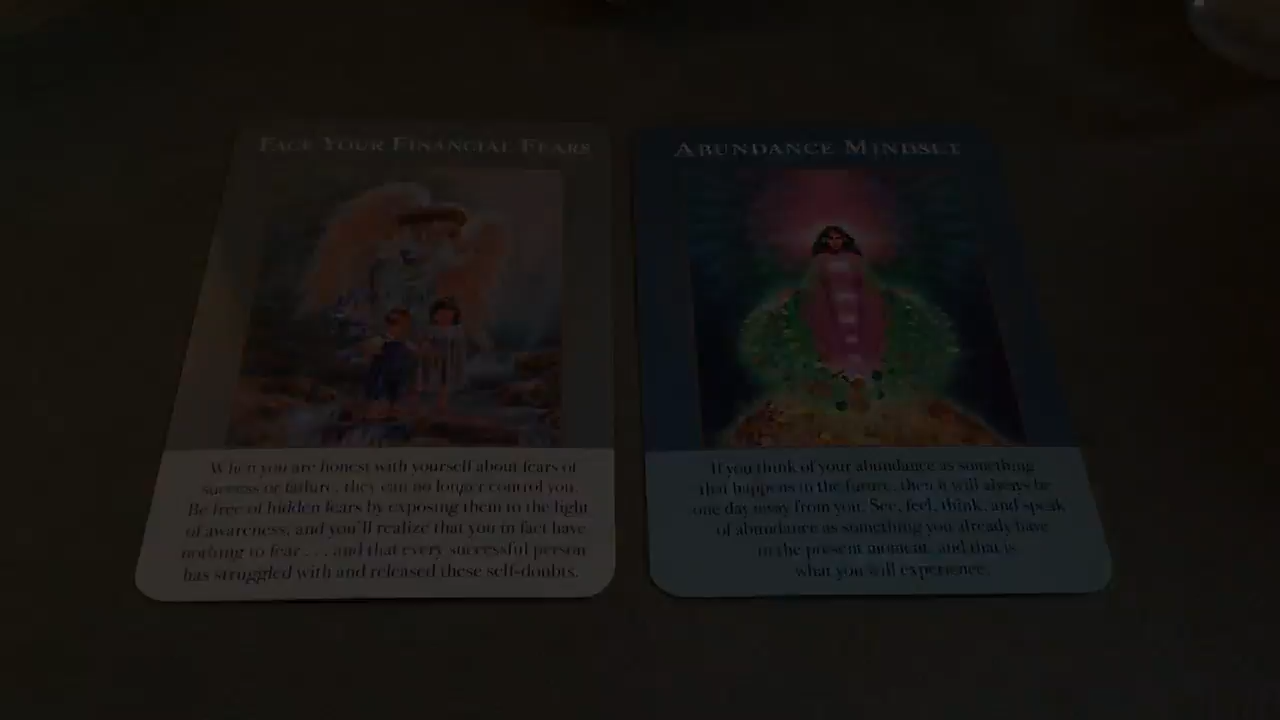 FACE YOUR FINANCIAL FEARS
When you are honest with yourself about fears of
success or failure, they can no longer control you.
Be free of hidden fears by exposing them to the light
of awareness, and you'll realize that you in fact have
nothing to fear . . . and that every successful person
has struggled with and released these self-doubts.
ABUNDANCE MINDSET
If you think of your abundance as something
that happens in the future, then it will always be
one day away from you. See, feel, think, and speak
of abundance as something you already have
in the present moment, and that is
what you will experience.